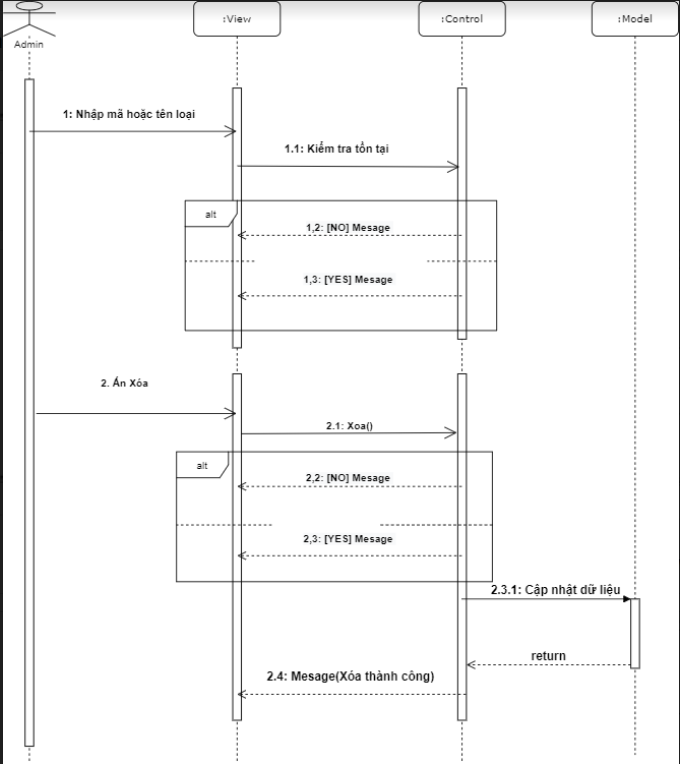 :View
:Control
:Model
Admin
1: Nhập mã hoặc tên loại
1.1: Kiểm tra tồn tại
alt
1,2: [NO] Mesage
1,3: [YES] Mesage
2. Ấn Xóa
2.1: Xoa()
alt
2,2: [NO] Mesage
2,3: [YES] Mesage
2.3.1: Cập nhật dữ liệu
return
2.4: Mesage(Xóa thành công)